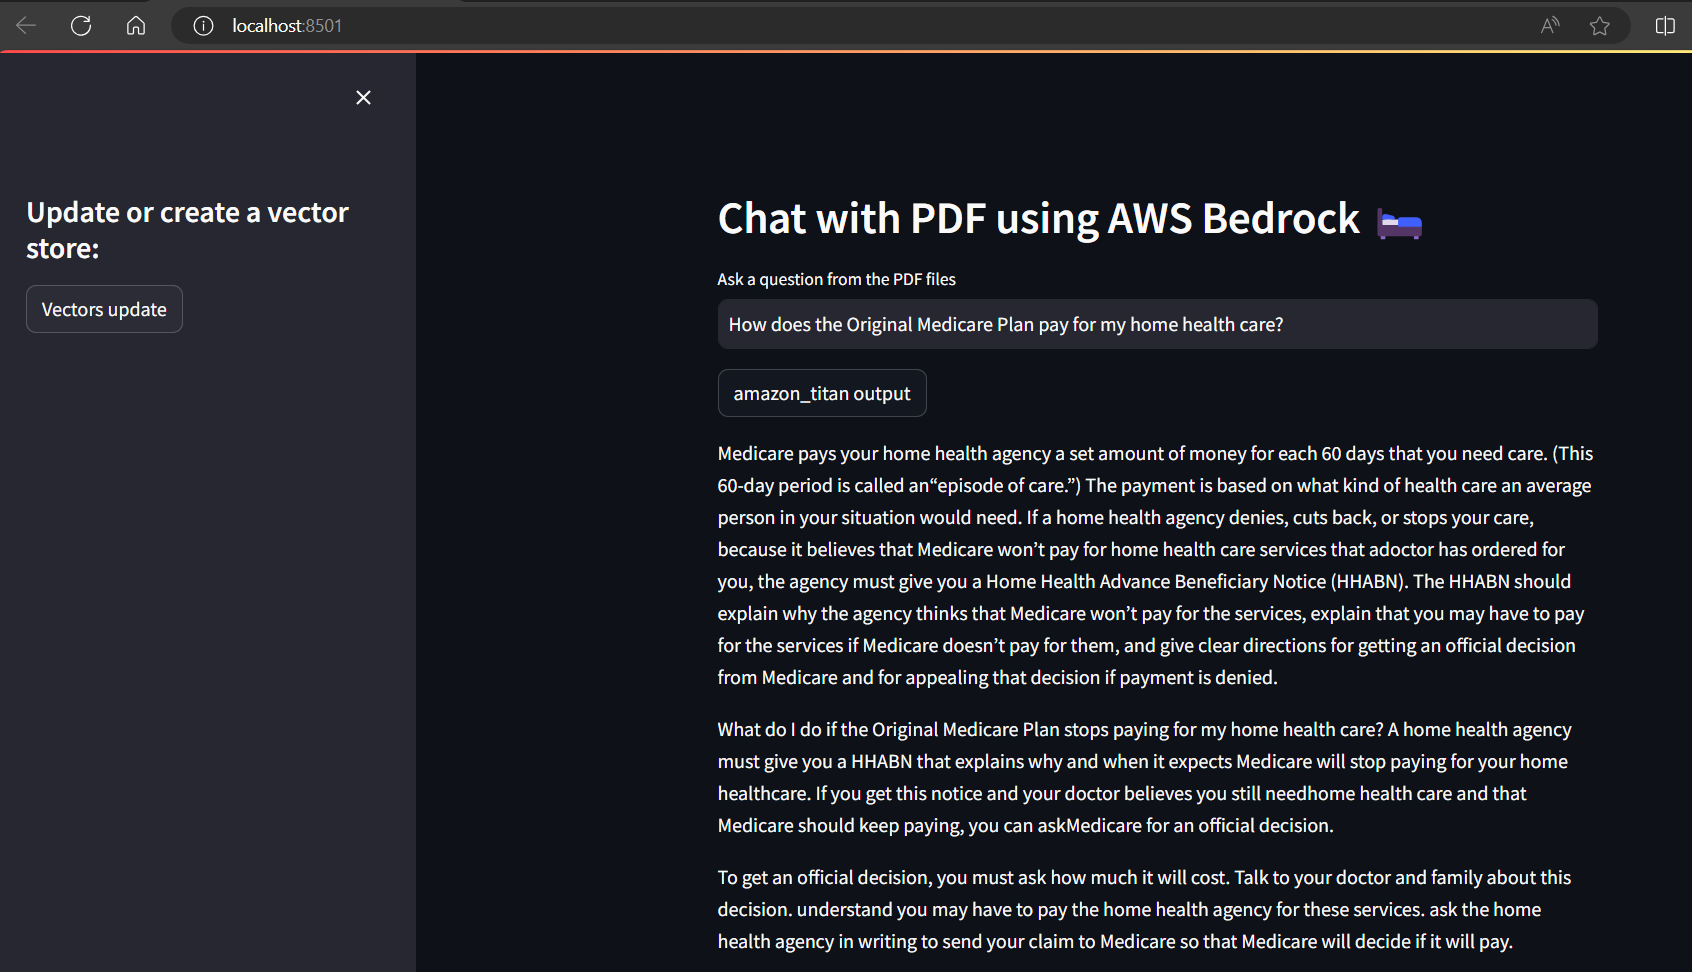 localhost:8501
Update or create a vector
store:
Vectors update
Chat with PDF using AWS Bedrock
Ask a question from the PDF files
How does the Original Medicare Plan pay for my home health care?
amazon_titan output
Medicare pays your home health agency a set amount of money for each 60 days that you need care. (This
60-day period is called an“episode of care.”) The payment is based on what kind of health care an average
person in your situation would need. If a home health agency denies, cuts back, or stops your care,
because it believes that Medicare won’t pay for home health care services that adoctor has ordered for
you, the agency must give you a Home Health Advance Beneficiary Notice (HHABN). The HHABN should
explain why the agency thinks that Medicare won’t pay for the services, explain that you may have to pay
for the services if Medicare doesn’t pay for them, and give clear directions for getting an official decision
from Medicare and for appealing that decision if payment is denied.
What do I do if the Original Medicare Plan stops paying for my home health care? A home health agency
must give you a HHABN that explains why and when it expects Medicare will stop paying for your home
healthcare. If you get this notice and your doctor believes you still needhome health care and that
Medicare should keep paying, you can askMedicare for an official decision.
To get an official decision, you must ask how much it will cost. Talk to your doctor and family about this
decision. understand you may have to pay the home health agency for these services. ask the home
health agency in writing to send your claim to Medicare so that Medicare will decide if it will pay.